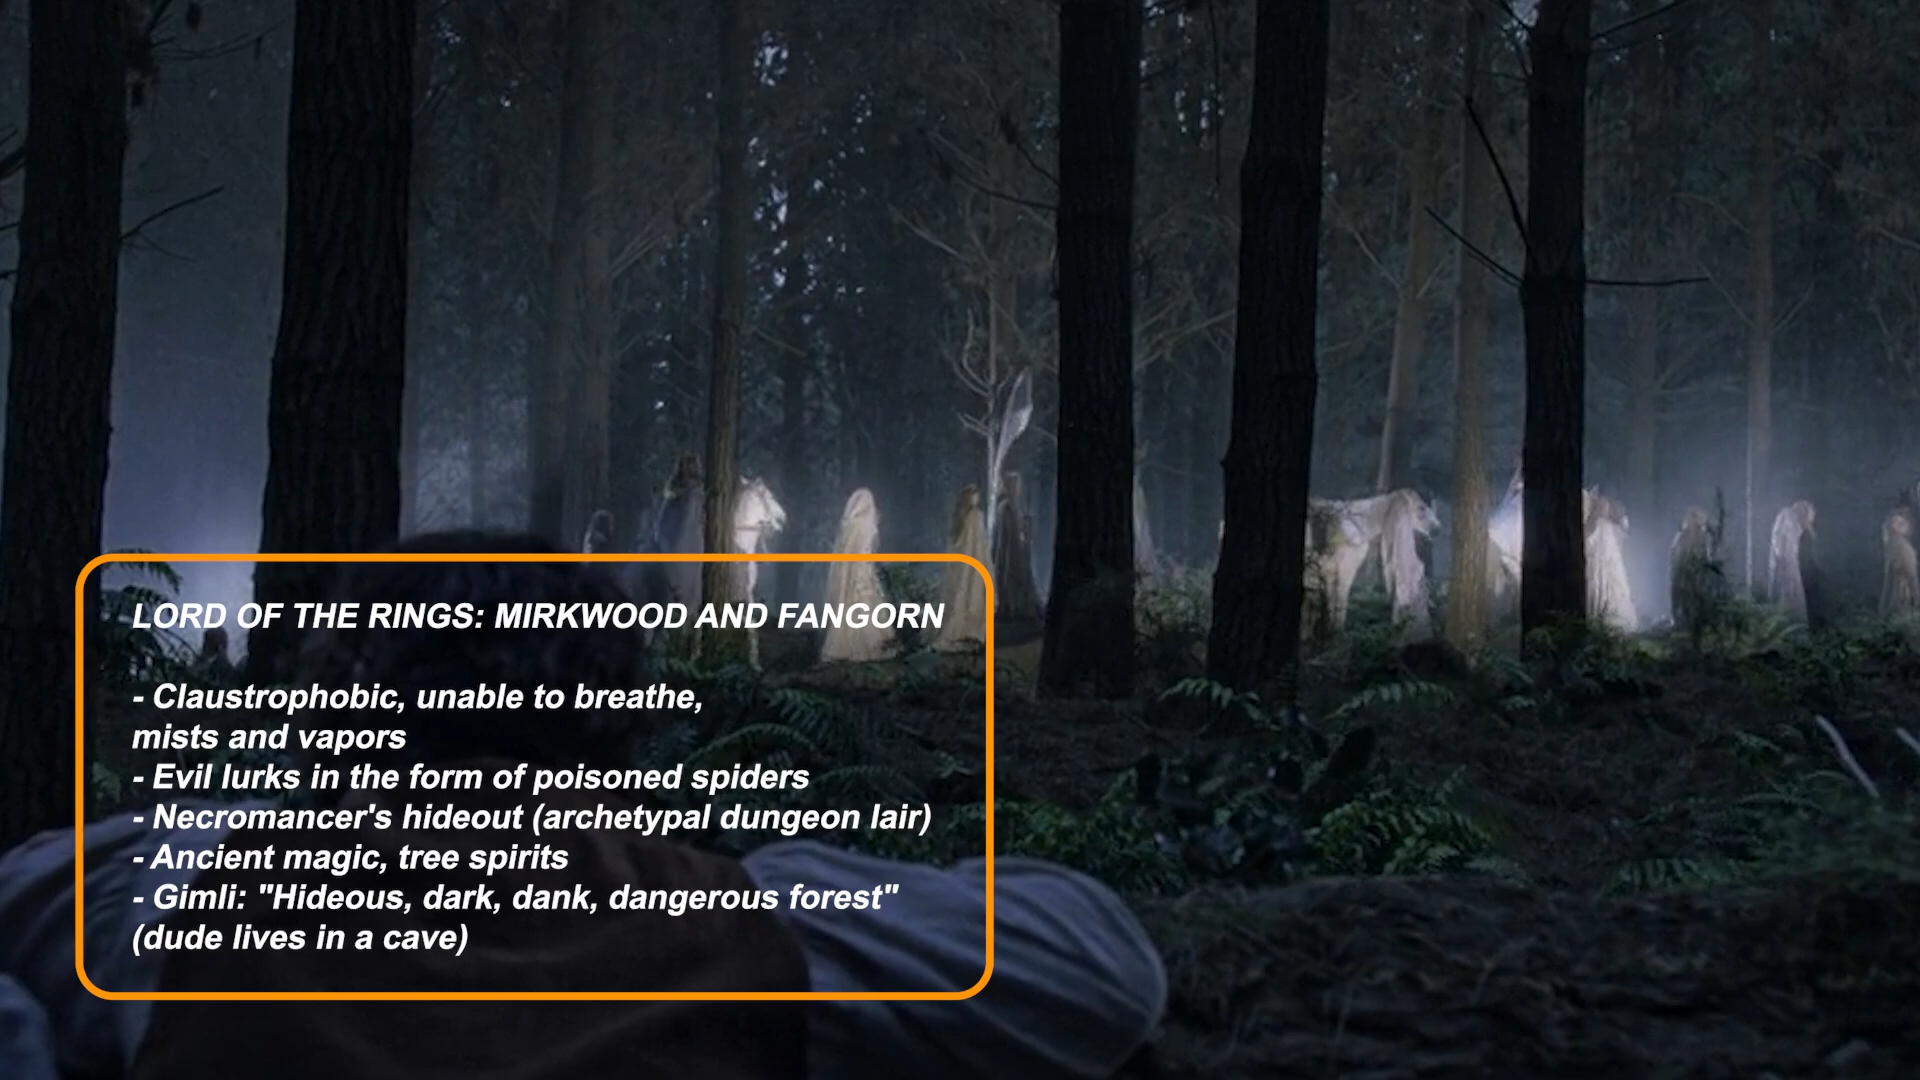 LORD OF THE RINGS: MIRKWOOD AND FANGORN
- Claustrophobic, unable to breathe,
mists and vapors
- Evil lurks in the form of poisoned spiders
- Necromancer's hideout (archetypal dungeon lair)
- Ancient magic, tree spirits
- Gimli: "Hideous, dark, dank, dangerous forest"
(dude lives in a cave)